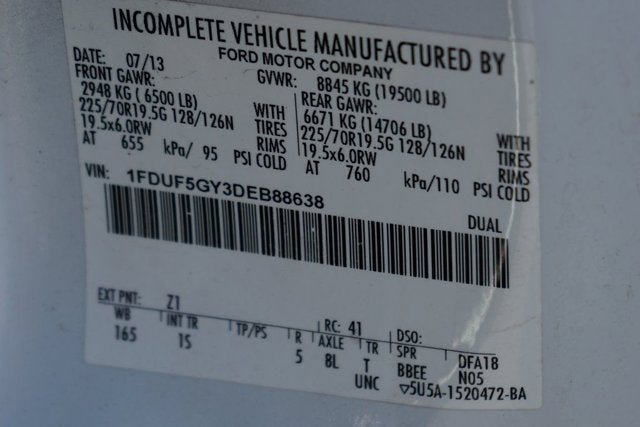 INCOMPLETE VEHICLE MANUFACTURED BY
FORD MOTOR COMPANY
DATE: 07/13 GVWR: 8845 KG (19500 LB)
FRONT GAWR: REAR GAWR:
2948 KG ( 6500 LB) WITH 6671 KG (14706 LB) WITH
225/70R19.5G 128/126N TIRES 225/70R19.5G 128/126N TIRES
19.5x6.0RW RIMS 19.5x6.0RW RIMS
AT 655 kPa/ 95 PSI COLD AT 760 kPa/110 PSI COLD
VIN: 1FDUF5GY3DEB88638
DUAL
EXT PNT: Z1 RC: 41 DSO:
WB INT TR TP/PS R AXLE TR SPR DFA18
165 15 5 8L T BBEE N05
UNC ▽5U5A-1520472-BA